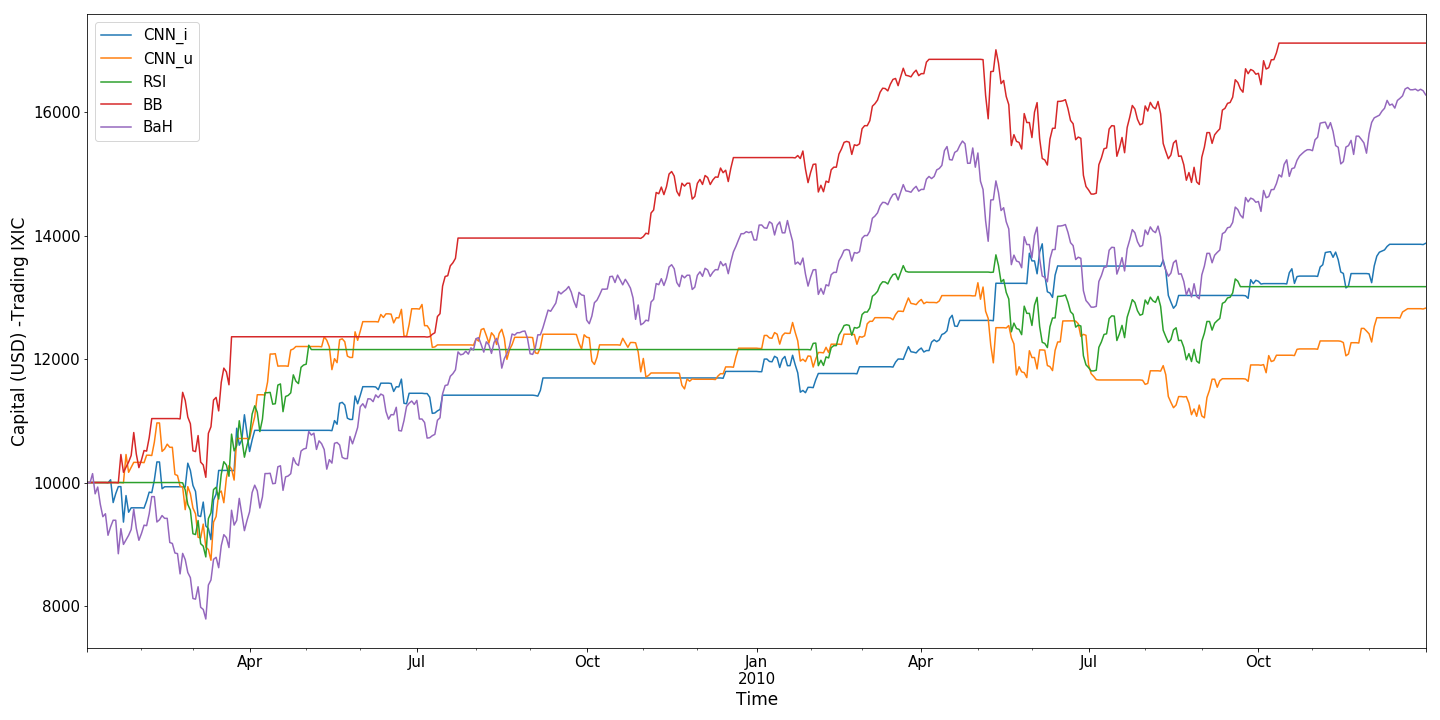 CNN_i
CNN_u
RSI
BB
BaH
16000
14000
12000
10000
8000
Capital (USD) -Trading IXIC
Apr
Jul
Oct
Jan
2010
Apr
Jul
Oct
Time